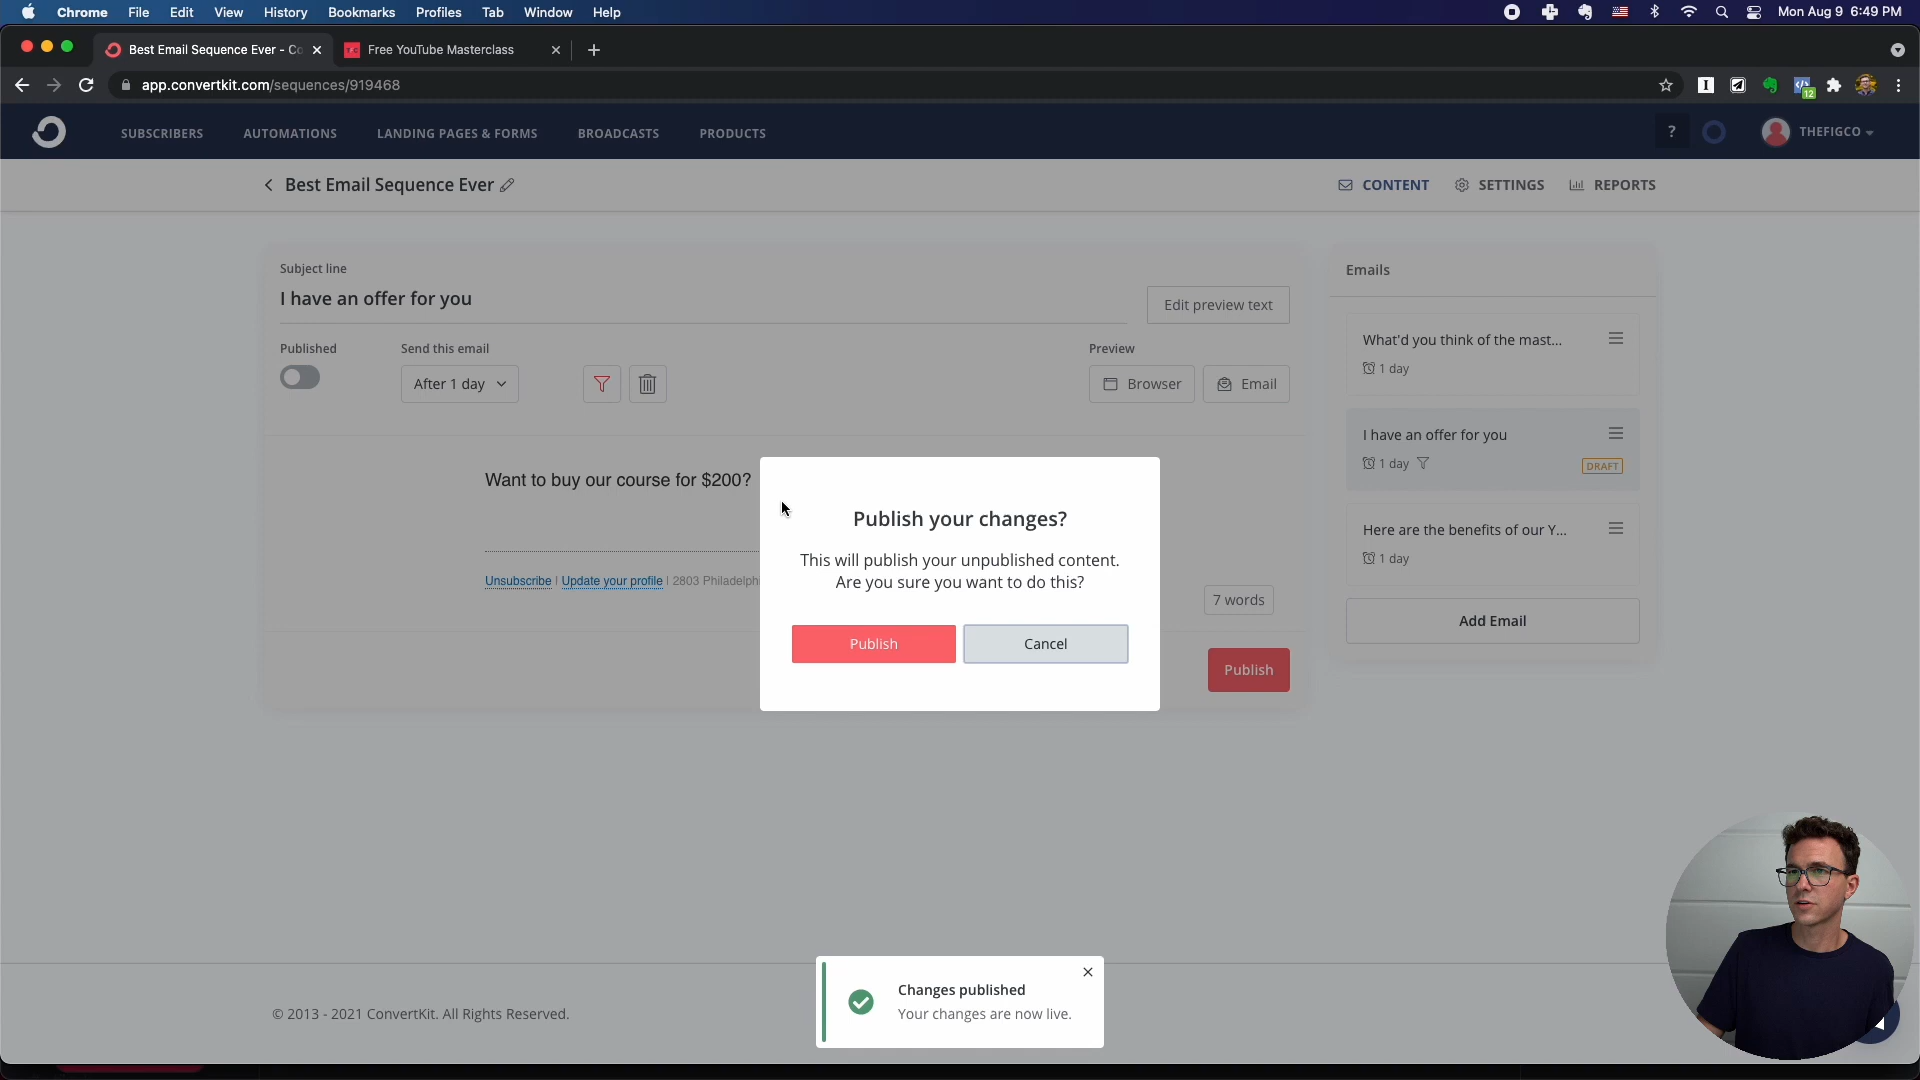 Chrome File Edit View History Bookmarks Profiles Tab Window Help
Mon Aug 9 6:49 PM
Best Email Sequence Ever - Co
Free YouTube Masterclass
app.convertkit.com/sequences/919468
12
SUBSCRIBERS AUTOMATIONS LANDING PAGES & FORMS BROADCASTS PRODUCTS
? THEFIGCO
Best Email Sequence Ever
CONTENT SETTINGS REPORTS
Subject line
I have an offer for you
Edit preview text
Published
Send this email
After 1 day
Preview
Browser
Email
Want to buy our course for $200?
Unsubscribe | Update your profile | 2803 Philadelphi
7 words
Publish
Publish your changes?
This will publish your unpublished content.
Are you sure you want to do this?
Publish
Cancel
Emails
What'd you think of the mast...
1 day
I have an offer for you
1 day
DRAFT
Here are the benefits of our Y...
1 day
Add Email
Changes published
Your changes are now live.
© 2013 - 2021 ConvertKit. All Rights Reserved.